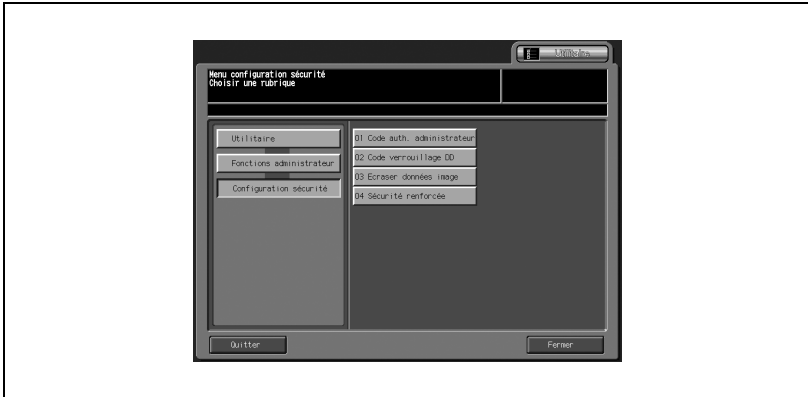 Utilitaire
Menu configuration sécurité
Choisir une rubrique
Utilitaire
Fonctions administrateur
Configuration sécurité
01 Code auth. administrateur
02 Code verrouillage DD
03 Ecraser données image
04 Sécurité renforcée
Quitter
Fermer